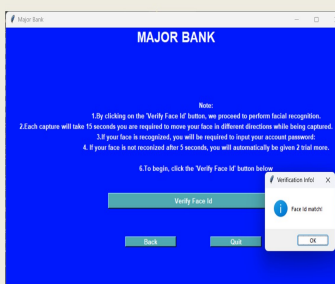 Major Bank
MAJOR BANK
Note:
1.By clicking on the 'Verify Face Id' button, we proceed to perform facial recognition.
2.Each capture will take 15 seconds you are required to move your face in different directions while being captured.
3.If your face is recognized, you will be required to input your account password:
4. If your face is not reconized after 5 seconds, you will automatically be given 2 trial more.
6.To begin, click the 'Verify Face Id' button below
Verification Info!
Face Id match!
OK
Verify Face Id
Back
Quit